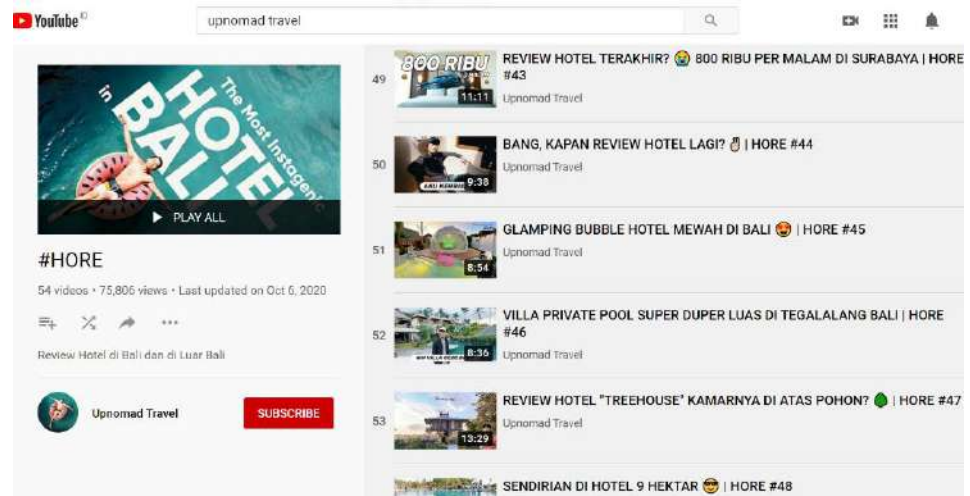 YouTube ID
upnomad travel
The Most Instagenic
HOTEL
in BALI
PLAY ALL
#HORE
54 videos • 75,806 views • Last updated on Oct 6, 2020
Review Hotel di Bali dan di Luar Bali
Upnomad Travel
SUBSCRIBE
49
800 RIBU
11:11
REVIEW HOTEL TERAKHIR? 😭 800 RIBU PER MALAM DI SURABAYA | HORE
#43
Upnomad Travel
50
9:38
BANG, KAPAN REVIEW HOTEL LAGI? | HORE #44
Upnomad Travel
51
8:54
GLAMPING BUBBLE HOTEL MEWAH DI BALI 🤩 | HORE #45
Upnomad Travel
52
8:36
VILLA PRIVATE POOL SUPER DUPER LUAS DI TEGALALANG BALI | HORE
#46
Upnomad Travel
53
13:29
REVIEW HOTEL "TREEHOUSE" KAMARNYA DI ATAS POHON? 🌳 | HORE #47
Upnomad Travel
SENDIRIAN DI HOTEL 9 HEKTAR 😎 | HORE #48